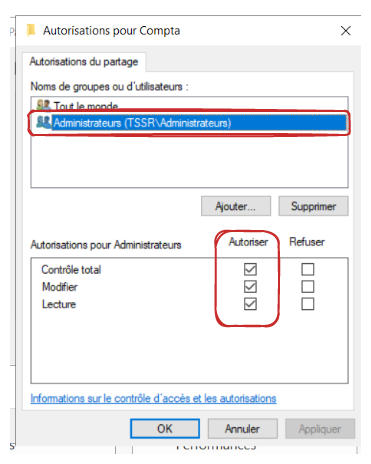 Autorisations pour Compta
Autorisations du partage
Noms de groupes ou d'utilisateurs :
Tout le monde
Administrateurs (TSSR\Administrateurs)
Ajouter...
Supprimer
Autorisations pour Administrateurs
Autoriser
Refuser
Contrôle total
Modifier
Lecture
Informations sur le contrôle d'accès et les autorisations
OK
Annuler
Appliquer